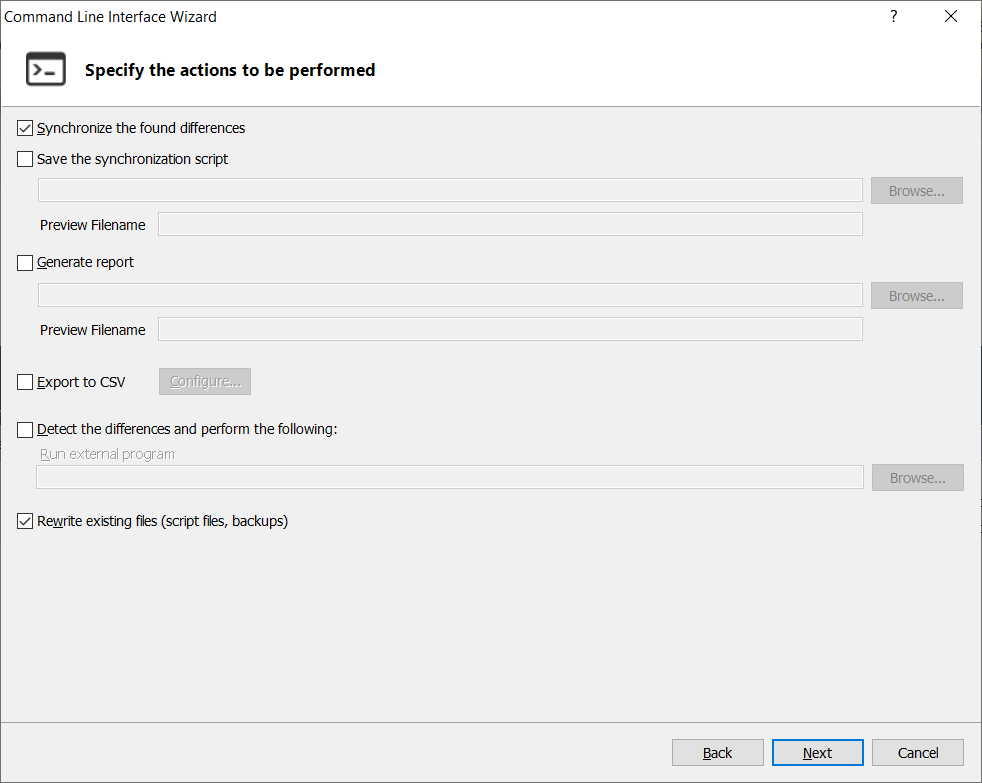 Command Line Interface Wizard ?
Specify the actions to be performed
Synchronize the found differences
Save the synchronization script
Browse...
Preview Filename
Generate report
Browse...
Preview Filename
Export to CSV Configure...
Detect the differences and perform the following:
Run external program
Browse...
Rewrite existing files (script files, backups)
Back Next Cancel